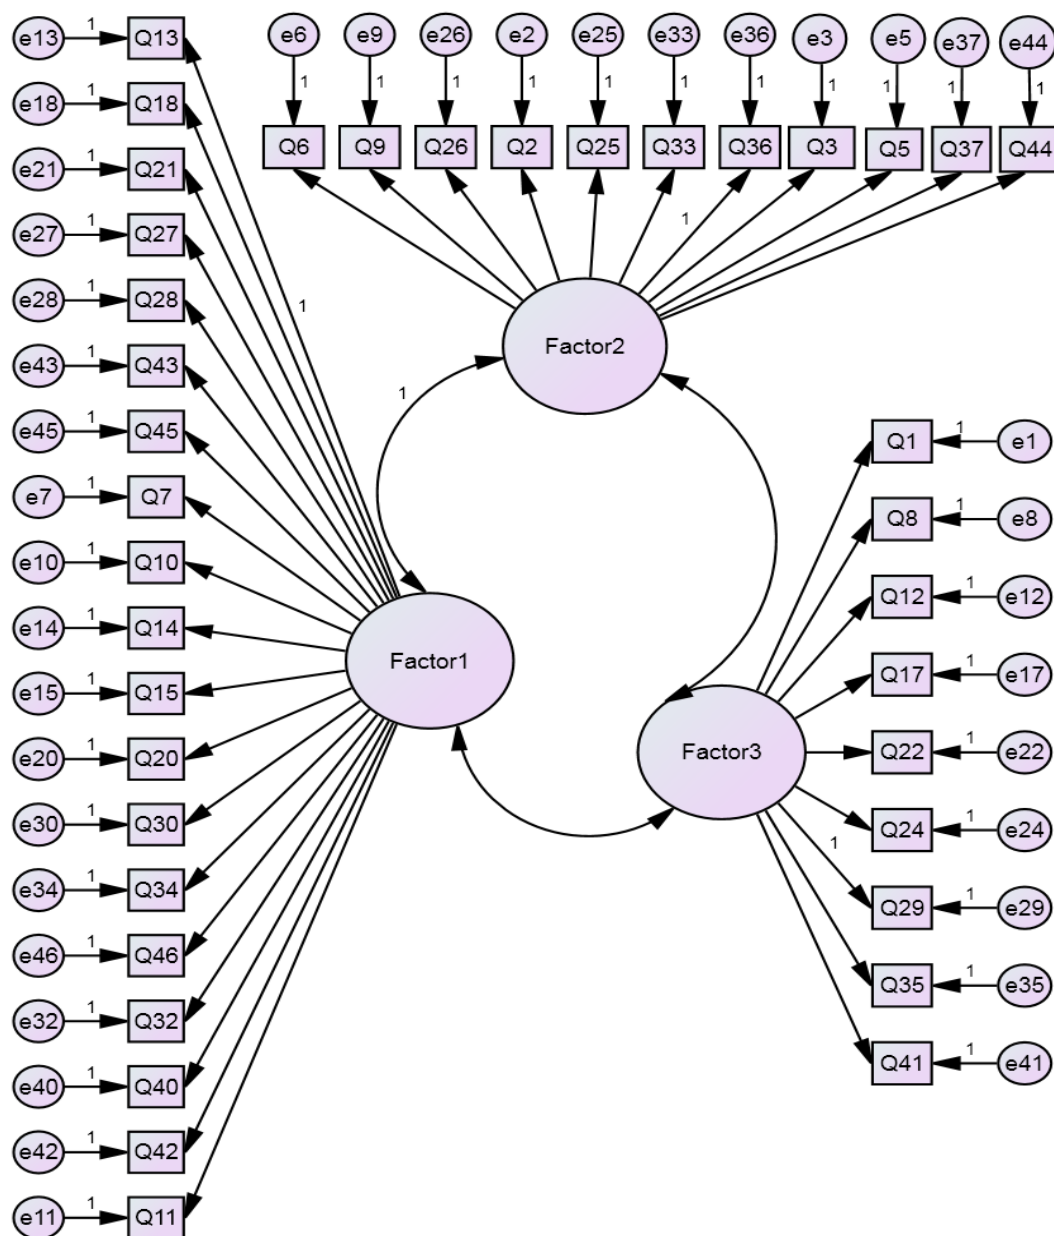 e13 1 Q13
e18 1 Q18
e21 1 Q21
e27 1 Q27
e28 1 Q28
e43 1 Q43
e45 1 Q45
e7 1 Q7
e10 1 Q10
e14 1 Q14
e15 1 Q15
e20 1 Q20
e30 1 Q30
e34 1 Q34
e46 1 Q46
e32 1 Q32
e40 1 Q40
e42 1 Q42
e11 1 Q11
1
Factor1
e6 e9 e26 e2 e25 e33 e36 e3 e5 e37 e44
1 1 1 1 1 1 1 1 1 1 1
Q6 Q9 Q26 Q2 Q25 Q33 Q36 Q3 Q5 Q37 Q44
1
Factor2
1
Factor3
1
Q1 1 e1
Q8 1 e8
Q12 1 e12
Q17 1 e17
Q22 1 e22
Q24 1 e24
Q29 1 e29
Q35 1 e35
Q41 1 e41